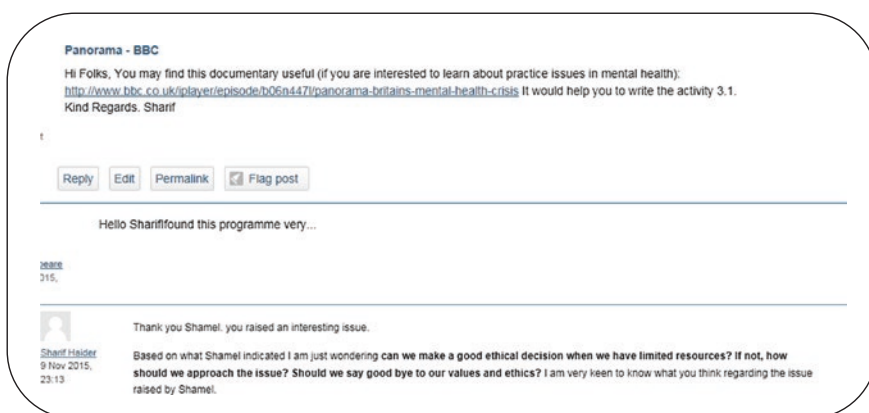 Panorama - BBC
Hi Folks, You may find this documentary useful (if you are interested to learn about practice issues in mental health):
http://www.bbc.co.uk/iplayer/episode/b06n447l/panorama-britains-mental-health-crisis It would help you to write the activity 3.1.
Kind Regards. Sharif
t
Reply Edit Permalink Flag post
Hello SharifIfound this programme very...
peare
015,
Thank you Shamel. you raised an interesting issue.
Sharif Haider
9 Nov 2015,
23:13
Based on what Shamel indicated I am just wondering can we make a good ethical decision when we have limited resources? If not, how
should we approach the issue? Should we say good bye to our values and ethics? I am very keen to know what you think regarding the issue
raised by Shamel.